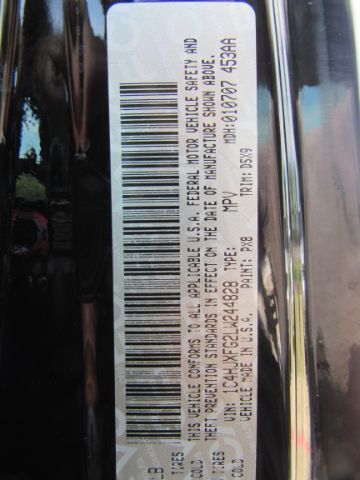 LB
TIRES
COLD
THIS VEHICLE CONFORMS TO ALL APPLICABLE U.S.A. FEDERAL MOTOR VEHICLE SAFETY AND
THEFT PREVENTION STANDARDS IN EFFECT ON THE DATE OF MANUFACTURE SHOWN ABOVE.
VIN: 1C4HJXFG2LW244828 TYPE: MPV MDH: 010707 453AA
VEHICLE MADE IN U.S.A. PAINT: PX8 TRIM: D5X9
TIRES
COLD